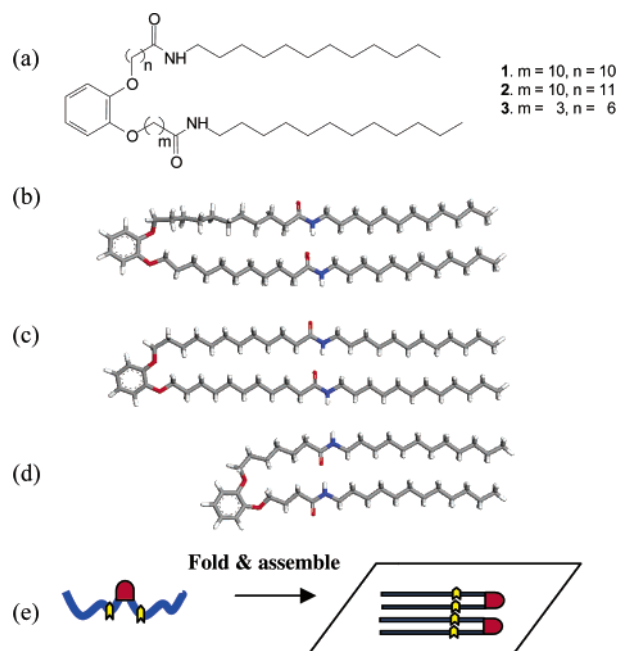 (a)
O
n
NH
O
O
m
NH
O
1. m = 10, n = 10
2. m = 10, n = 11
3. m = 3, n = 6
(b)
(c)
(d)
(e)
Fold & assemble